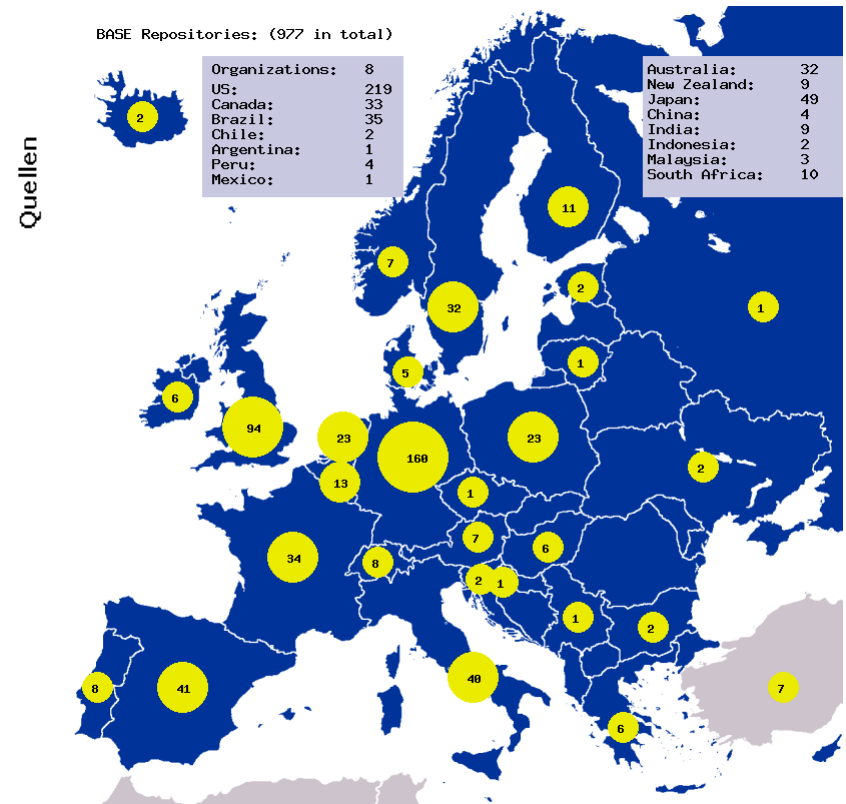 BASE Repositories: (977 in total)
Organizations: 8
US: 219
Canada: 33
Brazil: 35
Chile: 2
Argentina: 1
Peru: 4
Mexico: 1
Australia: 32
New Zealand: 9
Japan: 49
China: 4
India: 9
Indonesia: 2
Malaysia: 3
South Africa: 10
Quellen
2
11
7
2
32
1
1
5
6
94
23
160
23
2
13
1
7
6
34
8
2
1
1
2
40
8
41
7
6